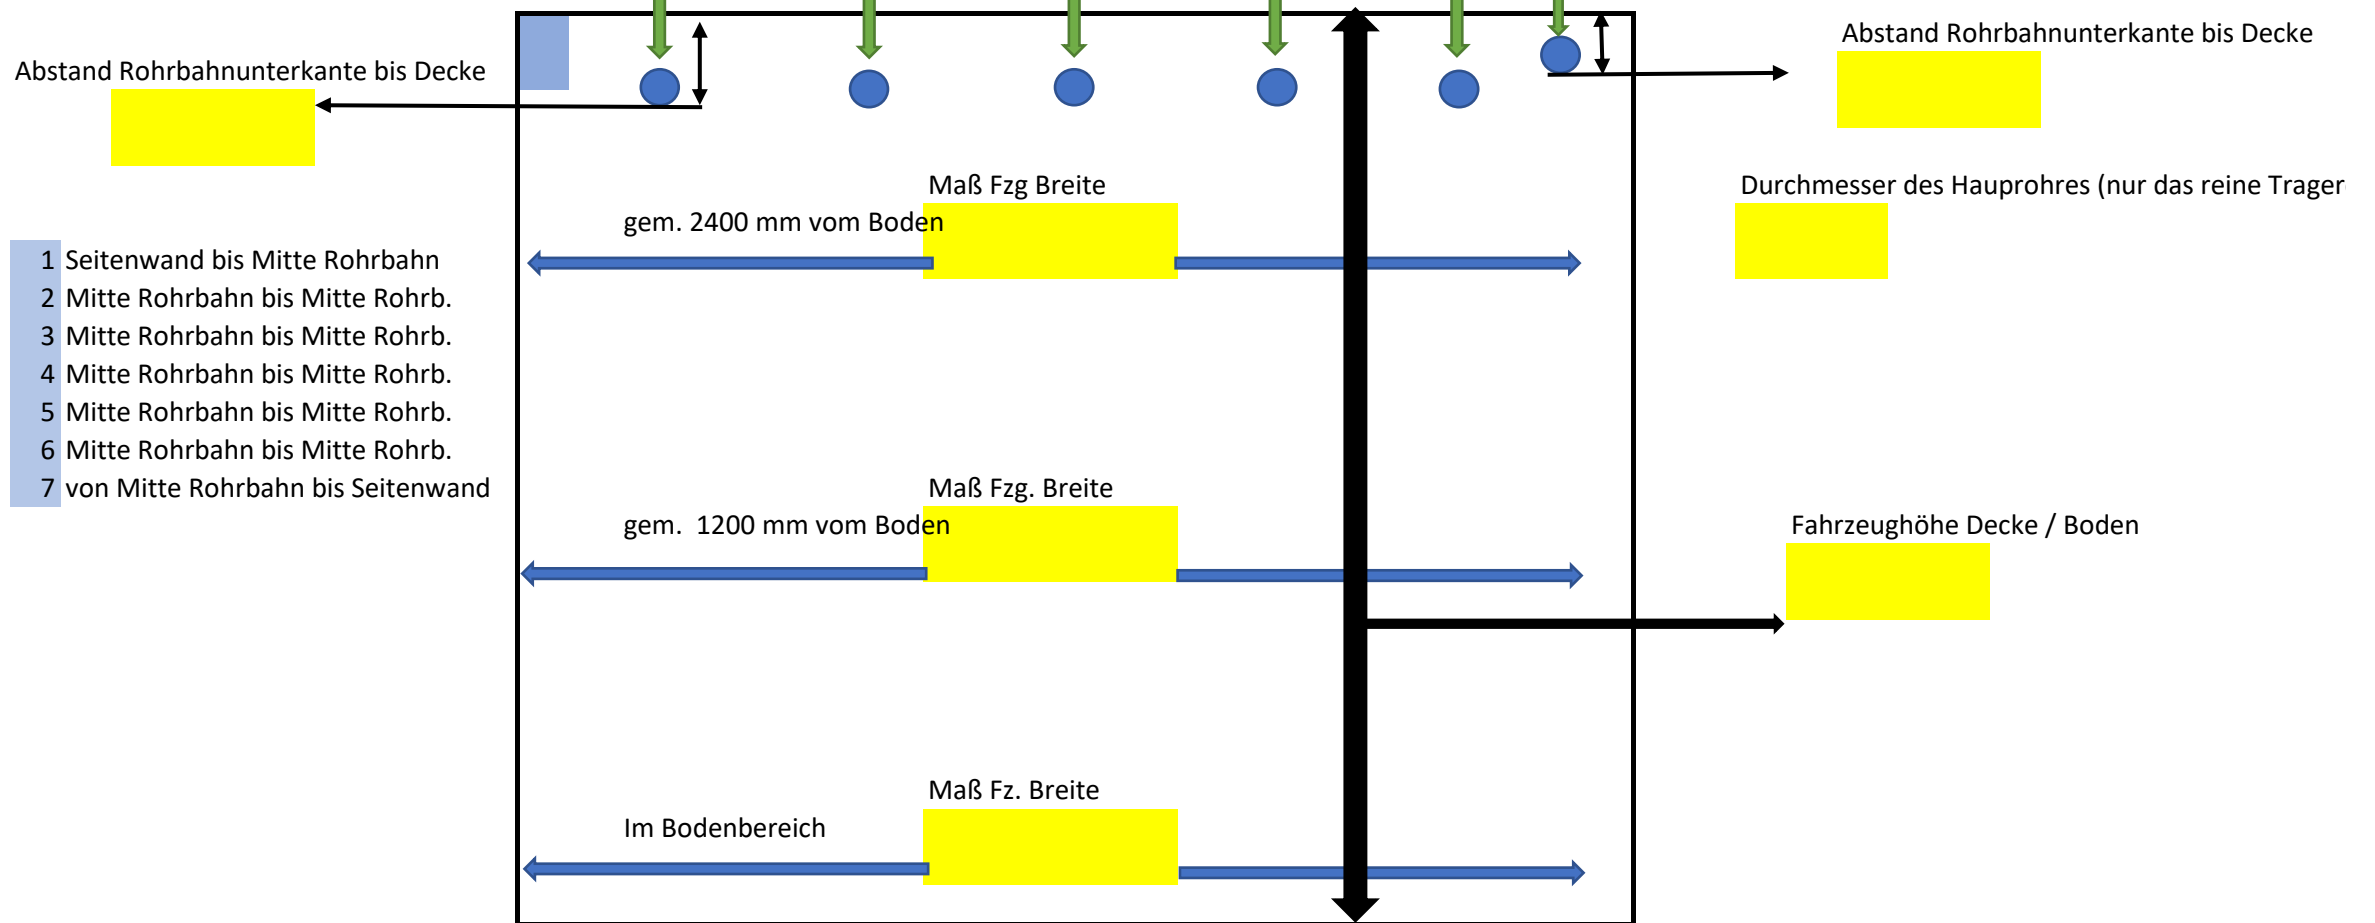 Abstand Rohrbahnunterkante bis Decke
Abstand Rohrbahnunterkante bis Decke
Maß Fzg Breite
Durchmesser des Hauprohres (nur das reine Trager
gem. 2400 mm vom Boden
1 Seitenwand bis Mitte Rohrbahn
2 Mitte Rohrbahn bis Mitte Rohrb.
3 Mitte Rohrbahn bis Mitte Rohrb.
4 Mitte Rohrbahn bis Mitte Rohrb.
5 Mitte Rohrbahn bis Mitte Rohrb.
6 Mitte Rohrbahn bis Mitte Rohrb.
7 von Mitte Rohrbahn bis Seitenwand
Maß Fzg. Breite
gem. 1200 mm vom Boden
Fahrzeughöhe Decke / Boden
Maß Fz. Breite
Im Bodenbereich